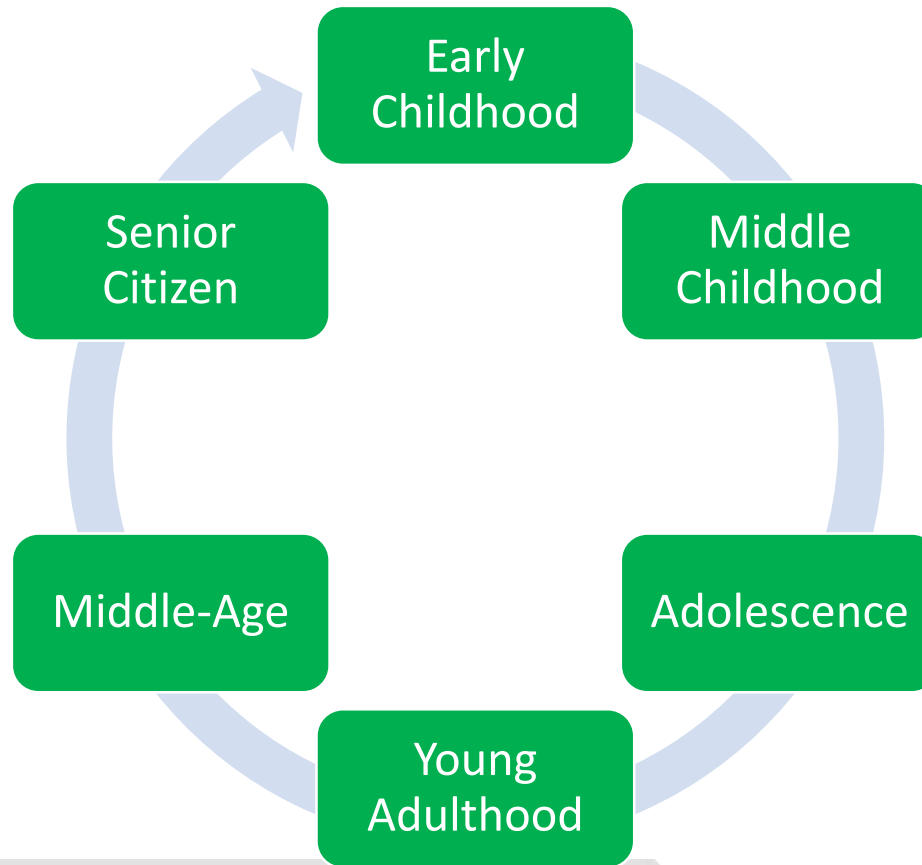 Early
Childhood
Middle
Childhood
Adolescence
Young
Adulthood
Middle-Age
Senior
Citizen